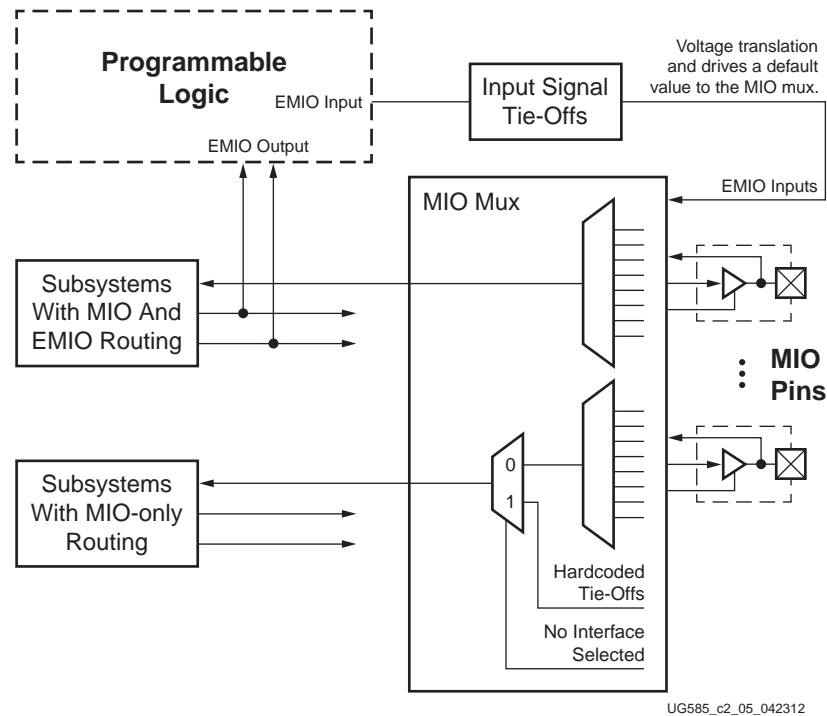 Programmable
Logic
EMIO Input
EMIO Output
Input Signal
Tie-Offs
Voltage translation
and drives a default
value to the MIO mux.
EMIO Inputs
MIO Mux
Subsystems
With MIO And
EMIO Routing
MIO
Pins
Subsystems
With MIO-only
Routing
0
1
Hardcoded
Tie-Offs
No Interface
Selected
UG585_c2_05_042312